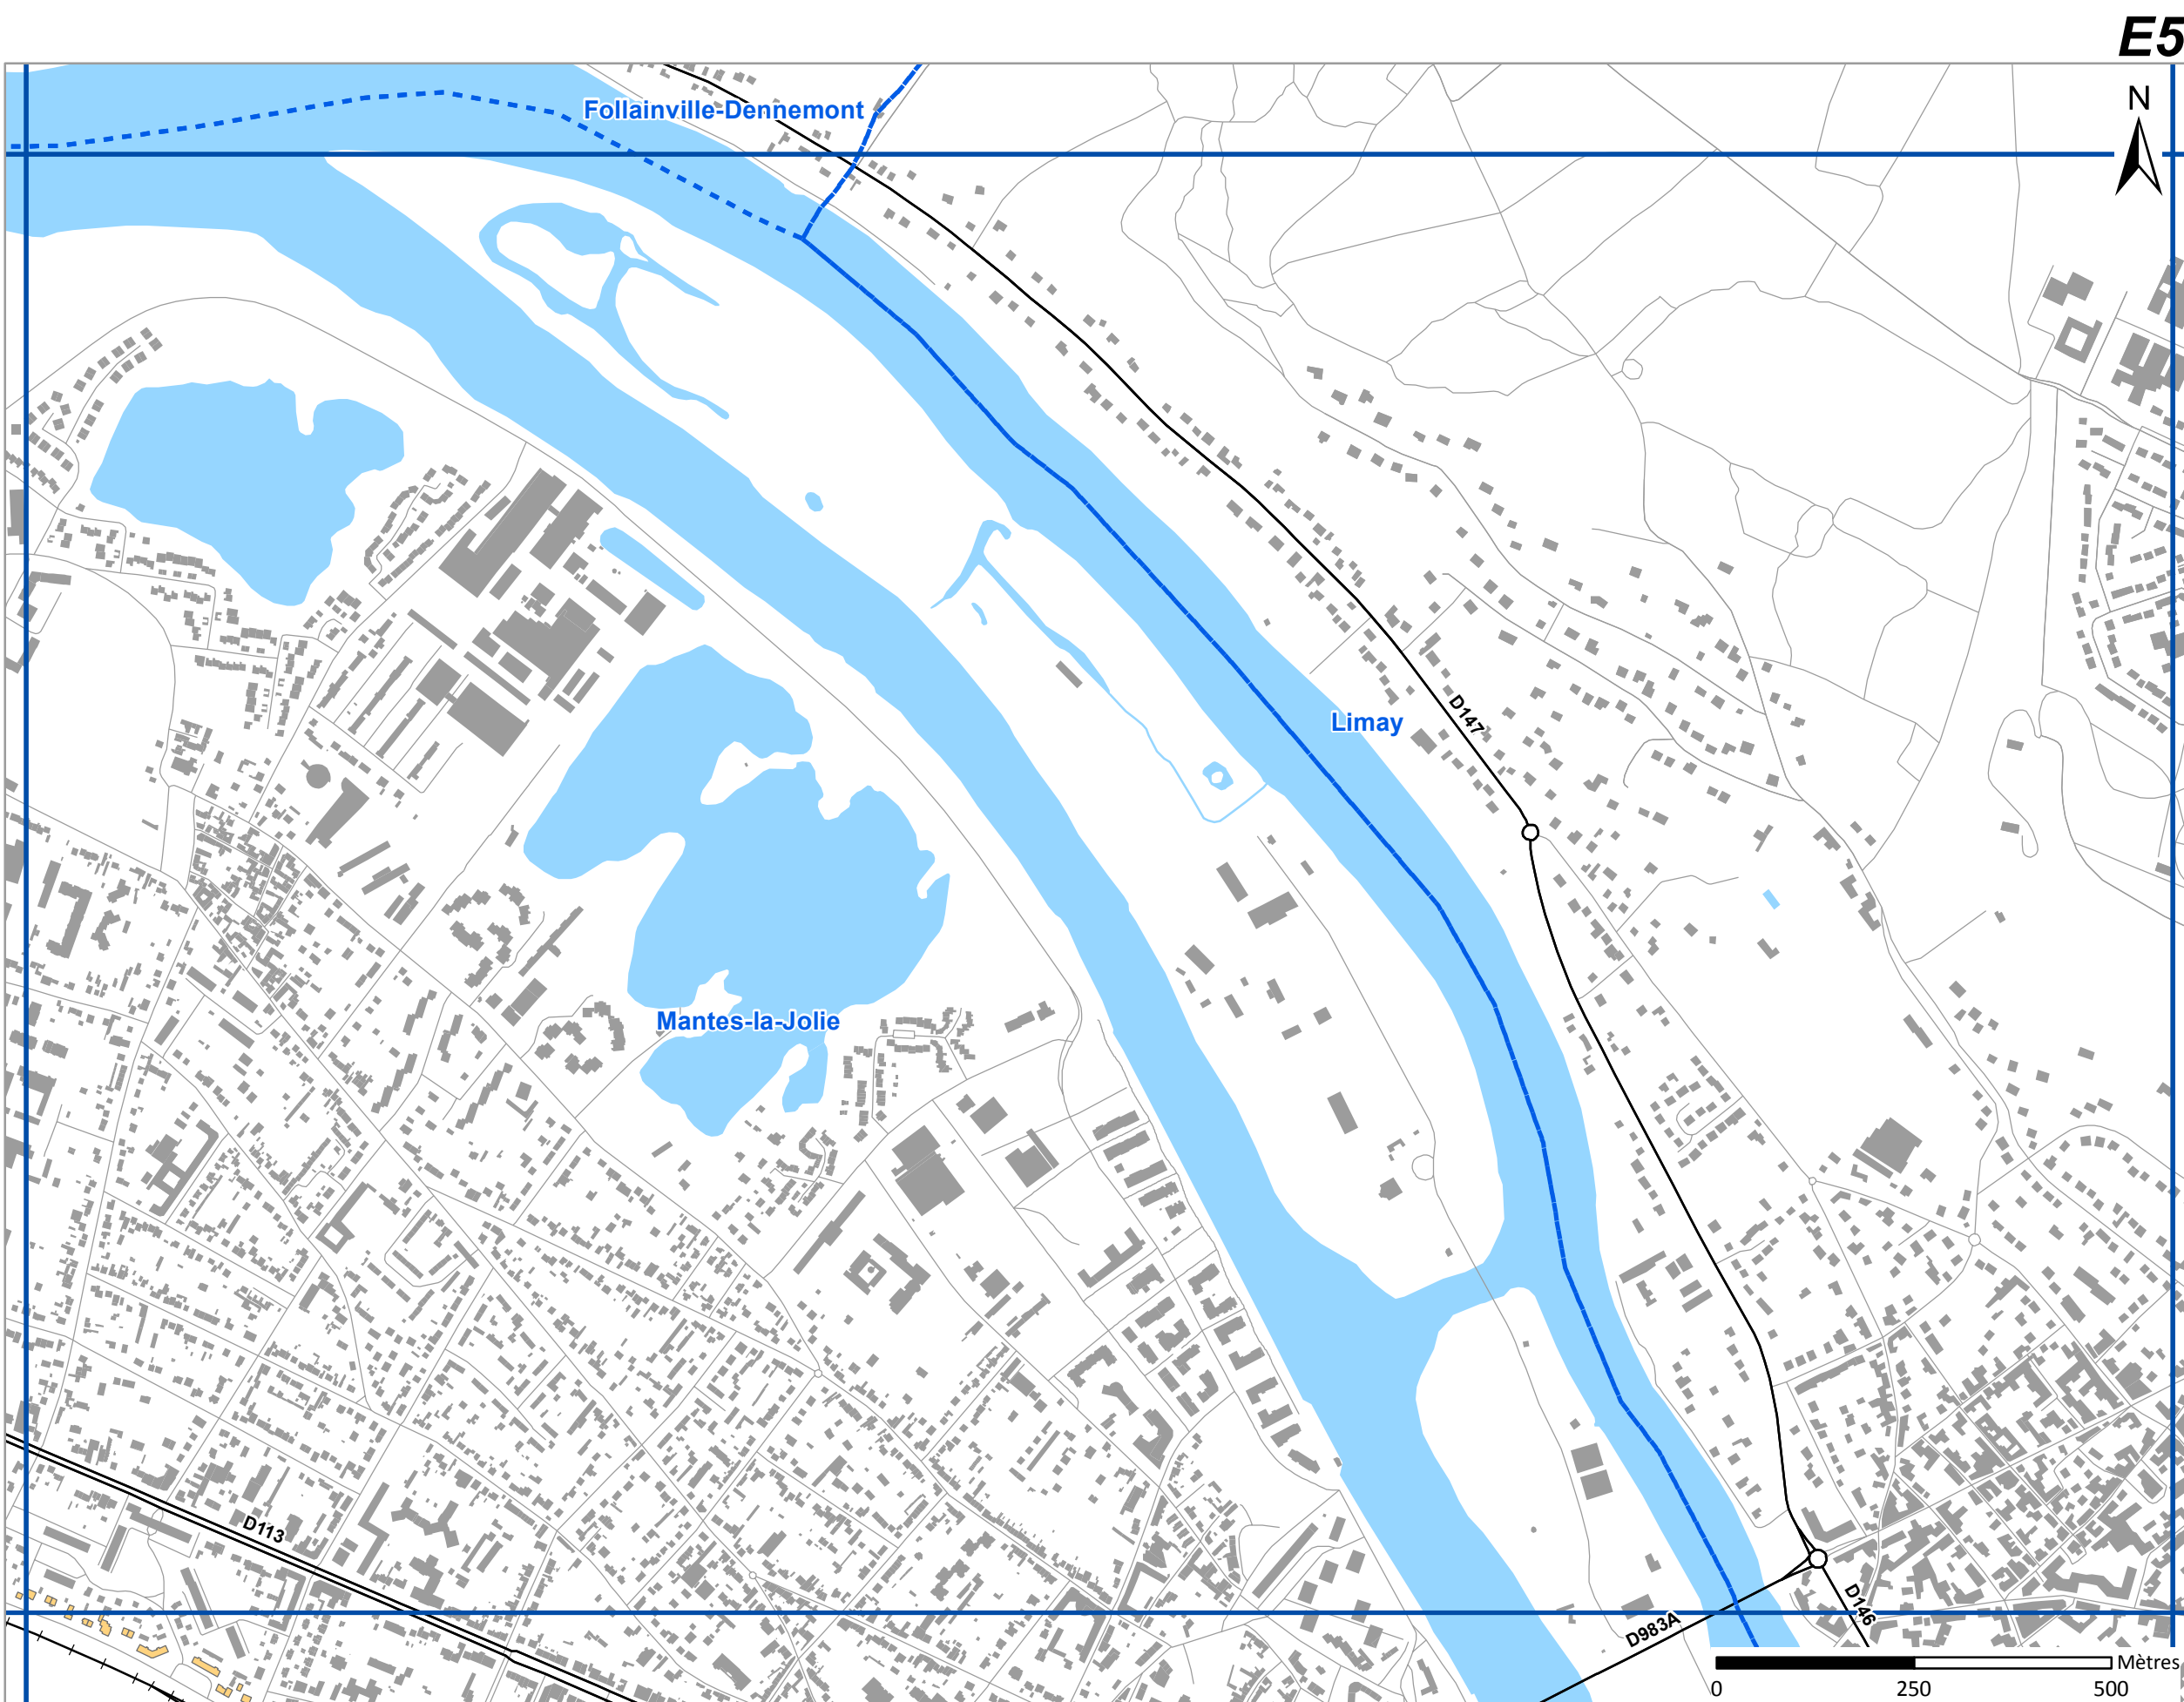 E5
N
Follainville-Dennemont
Limay
D147
Mantes-la-Jolie
D113
D146
D983A
Mètres
0 250 500